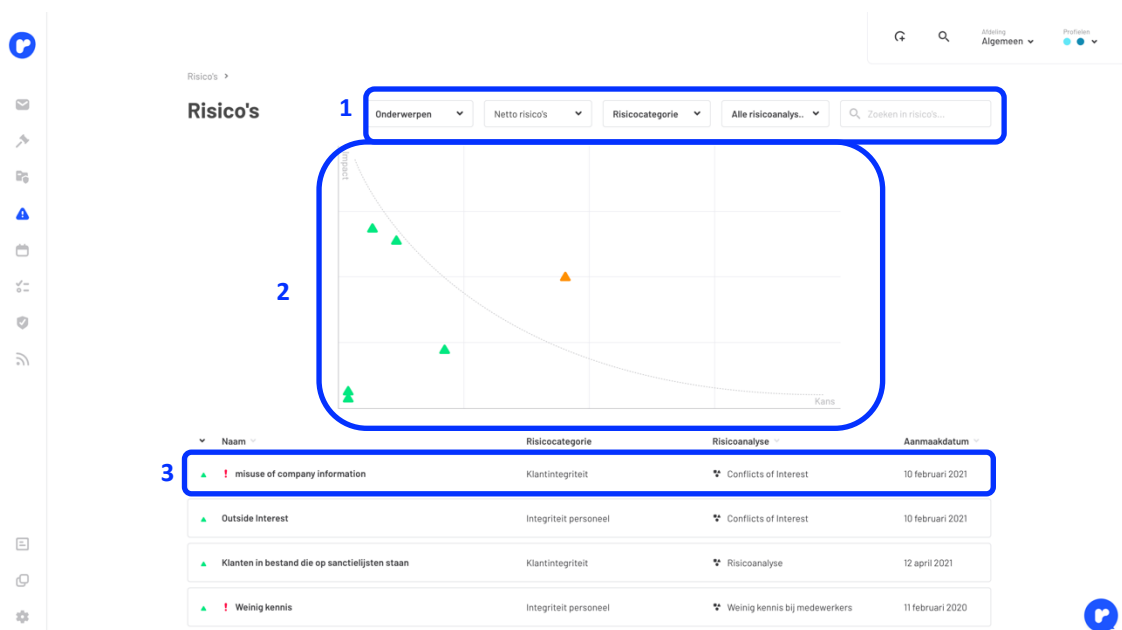 Afdeling
Algemeen
Profielen
Risico's >
Risico's
1
Onderwerpen
Netto risico's
Risicocategorie
Alle risicoanalys..
Zoeken in risico's...
Impact
2
Kans
Naam
Risicocategorie
Risicoanalyse
Aanmaakdatum
3
! misuse of company information
Klantintegriteit
Conflicts of Interest
10 februari 2021
Outside Interest
Integriteit personeel
Conflicts of Interest
10 februari 2021
Klanten in bestand die op sanctielijsten staan
Klantintegriteit
Risicoanalyse
12 april 2021
! Weinig kennis
Integriteit personeel
Weinig kennis bij medewerkers
11 februari 2020